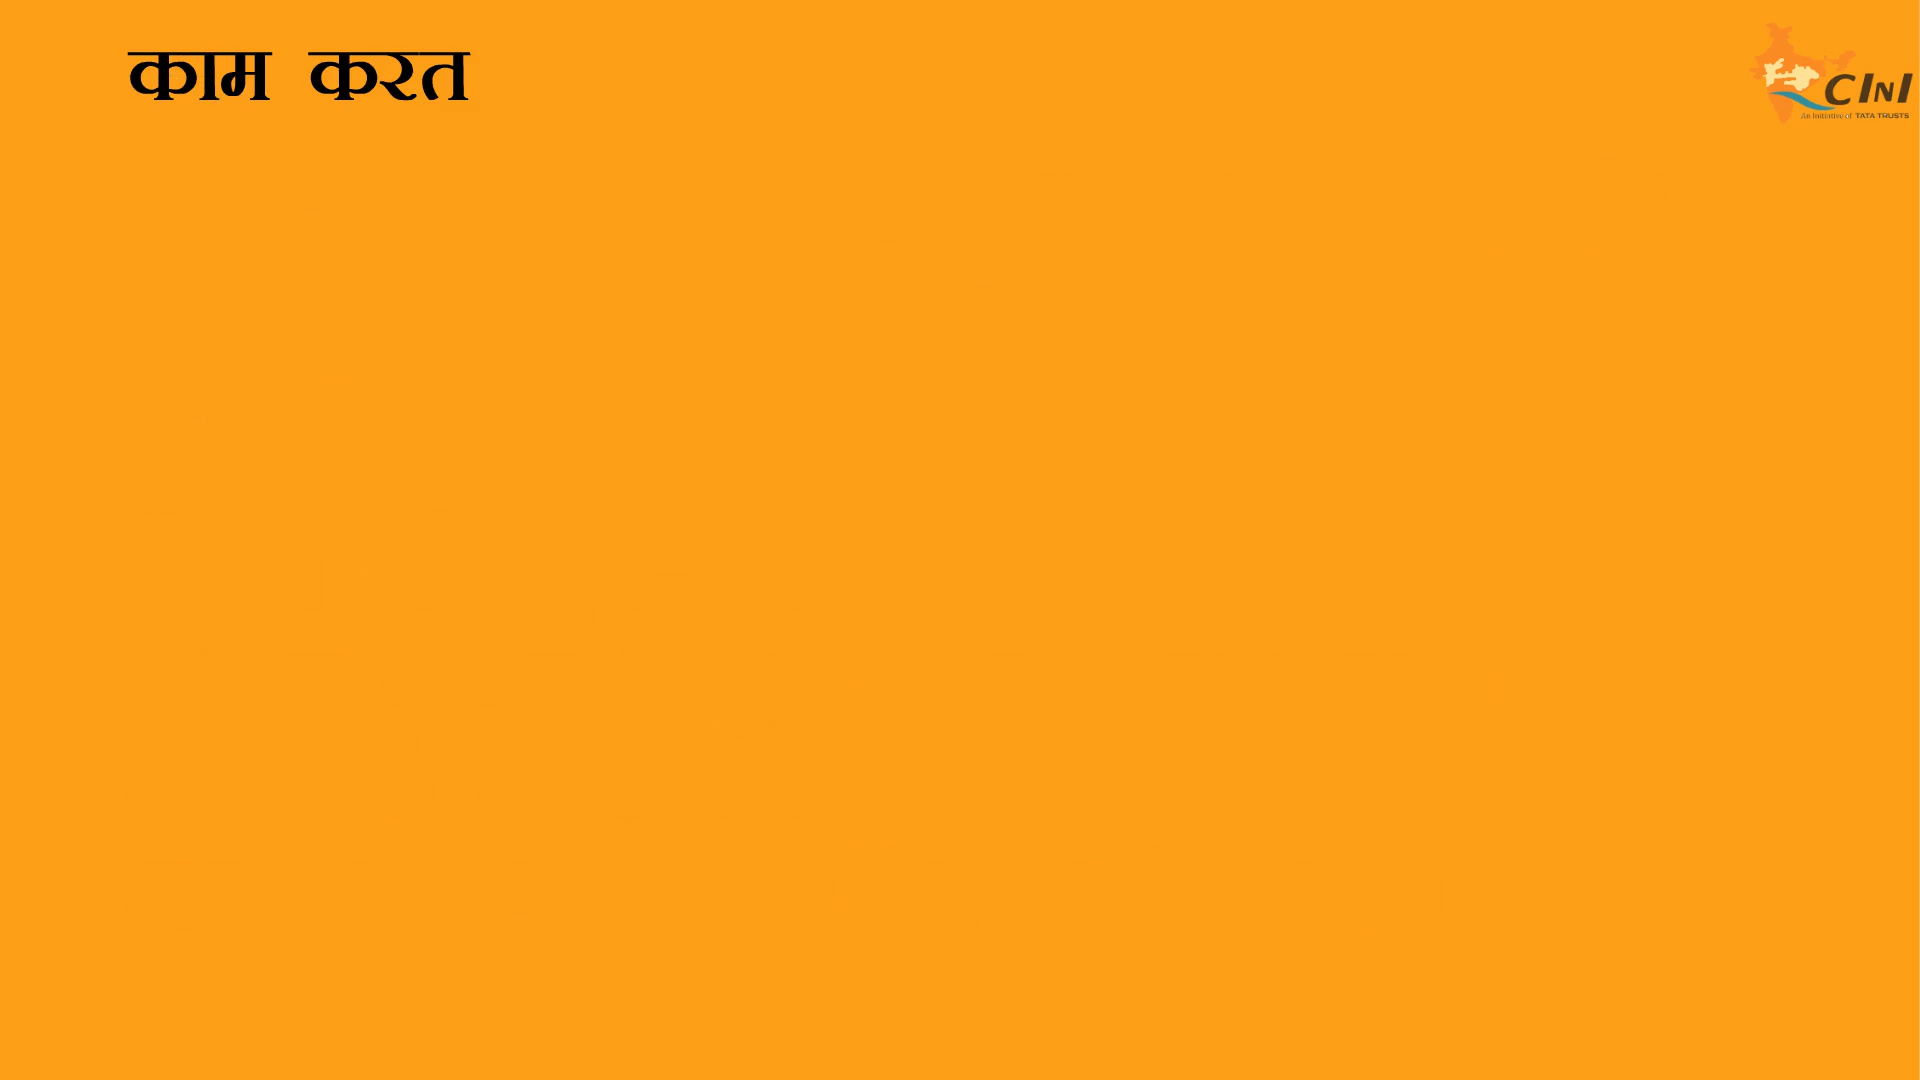 काम करत
CInI
An Initiative of TATA TRUSTS